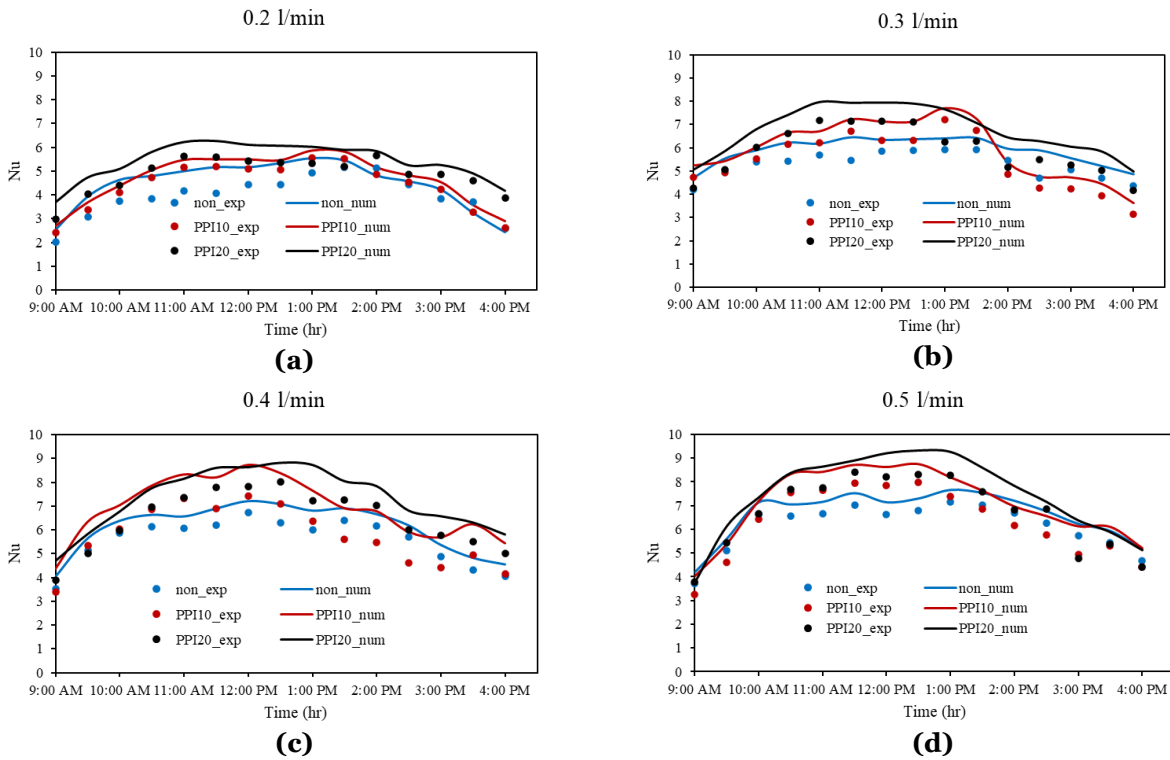 0.2 l/min
10
9
8
7
6
5
4
3
2
1
0
Nu
non_exp non_num
PPI10_exp PPI10_num
PPI20_exp PPI20_num
9:00 AM 10:00 AM 11:00 AM 12:00 PM 1:00 PM 2:00 PM 3:00 PM 4:00 PM
Time (hr)
(a)
0.3 l/min
10
9
8
7
6
5
4
3
2
1
0
Nu
non_exp non_num
PPI10_exp PPI10_num
PPI20_exp PPI20_num
9:00 AM 10:00 AM 11:00 AM 12:00 PM 1:00 PM 2:00 PM 3:00 PM 4:00 PM
Time (hr)
(b)
0.4 l/min
10
9
8
7
6
5
4
3
2
1
0
Nu
non_exp non_num
PPI10_exp PPI10_num
PPI20_exp PPI20_num
9:00 AM 10:00 AM 11:00 AM 12:00 PM 1:00 PM 2:00 PM 3:00 PM 4:00 PM
Time (hr)
(c)
0.5 l/min
10
9
8
7
6
5
4
3
2
1
0
Nu
non_exp non_num
PPI10_exp PPI10_num
PPI20_exp PPI20_num
9:00 AM 10:00 AM 11:00 AM 12:00 PM 1:00 PM 2:00 PM 3:00 PM 4:00 PM
Time (hr)
(d)